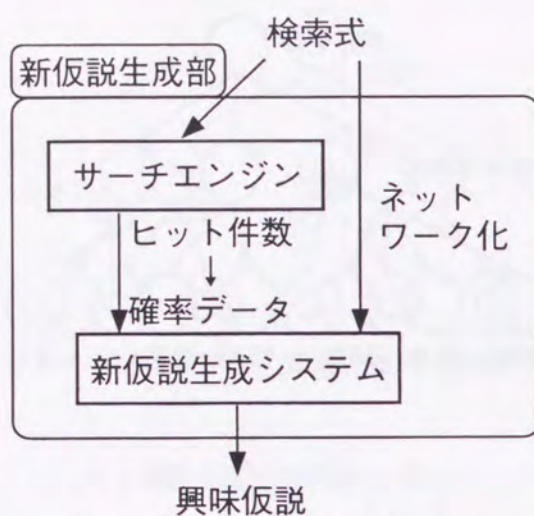 検索式
新仮説生成部
サーチエンジン
ネット
ワーク化
ヒット件数
↓
確率データ
新仮説生成システム
興味仮説